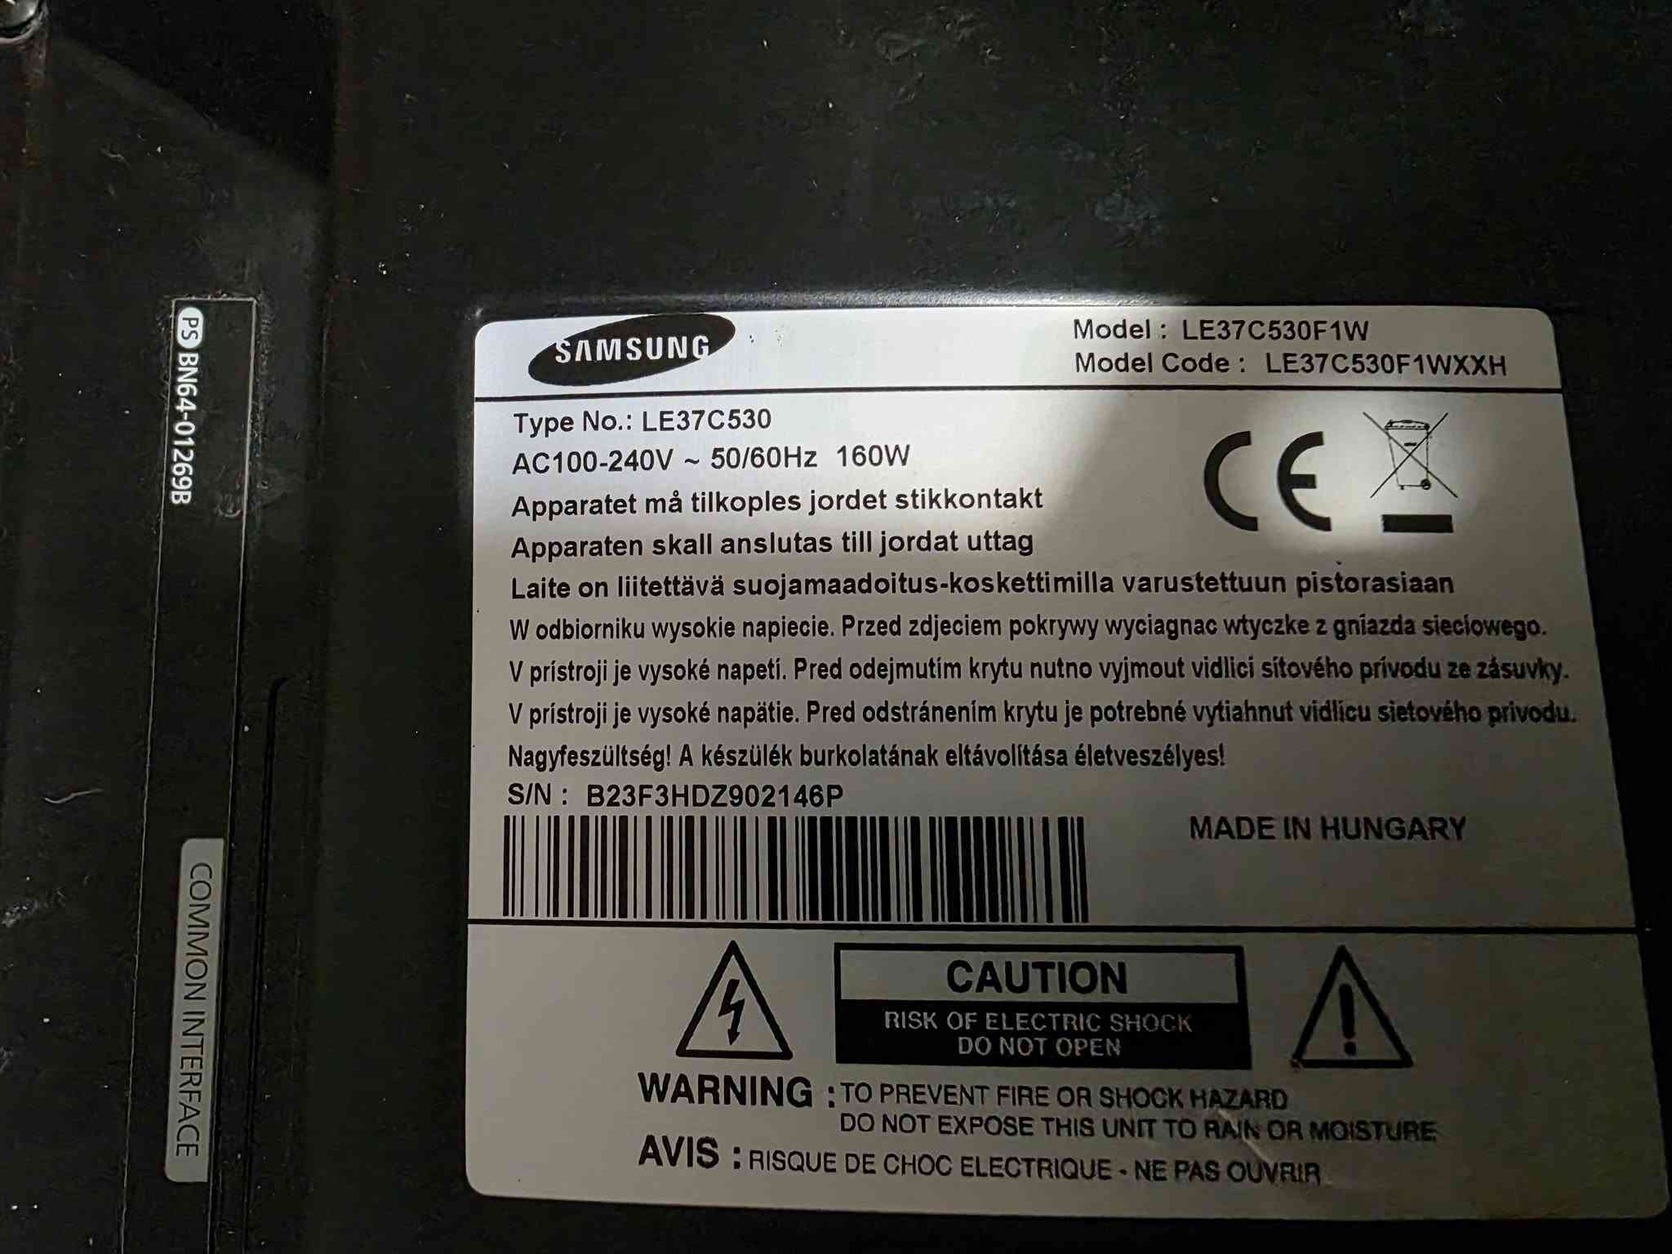 PS BN64-01269B
COMMON INTERFACE
SAMSUNG
Model : LE37C530F1W
Model Code : LE37C530F1WXXH
Type No.: LE37C530
AC100-240V ~ 50/60Hz 160W
Apparatet må tilkoples jordet stikkontakt
Apparaten skall anslutas till jordat uttag
Laite on liitettävä suojamaadoitus-koskettimilla varustettuun pistorasiaan
W odbiorniku wysokie napiecie. Przed zdjeciem pokrywy wyciagnac wtyczke z gniazda sieciowego.
V prístroji je vysoké napetí. Pred odejmutím krytu nutno vyjmout vidlici sítového prívodu ze zásuvky.
V prístroji je vysoké napätie. Pred odstránením krytu je potrebné vytiahnut vidlicu sietového privodu.
Nagyfeszültség! A készülék burkolatának eltávolítása életveszélyes!
S/N : B23F3HDZ902146P
MADE IN HUNGARY
CE
CAUTION
RISK OF ELECTRIC SHOCK
DO NOT OPEN
WARNING : TO PREVENT FIRE OR SHOCK HAZARD
DO NOT EXPOSE THIS UNIT TO RAIN OR MOISTURE
AVIS : RISQUE DE CHOC ELECTRIQUE - NE PAS OUVRIR